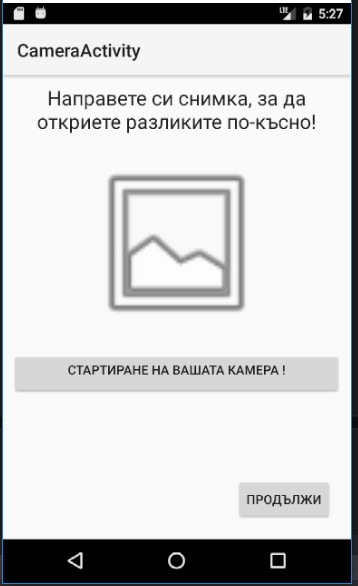 LTE 5:27
CameraActivity
Направете си снимка, за да
откриете разликите по-късно!
СТАРТИРАНЕ НА ВАШАТА КАМЕРА !
ПРОДЪЛЖИ